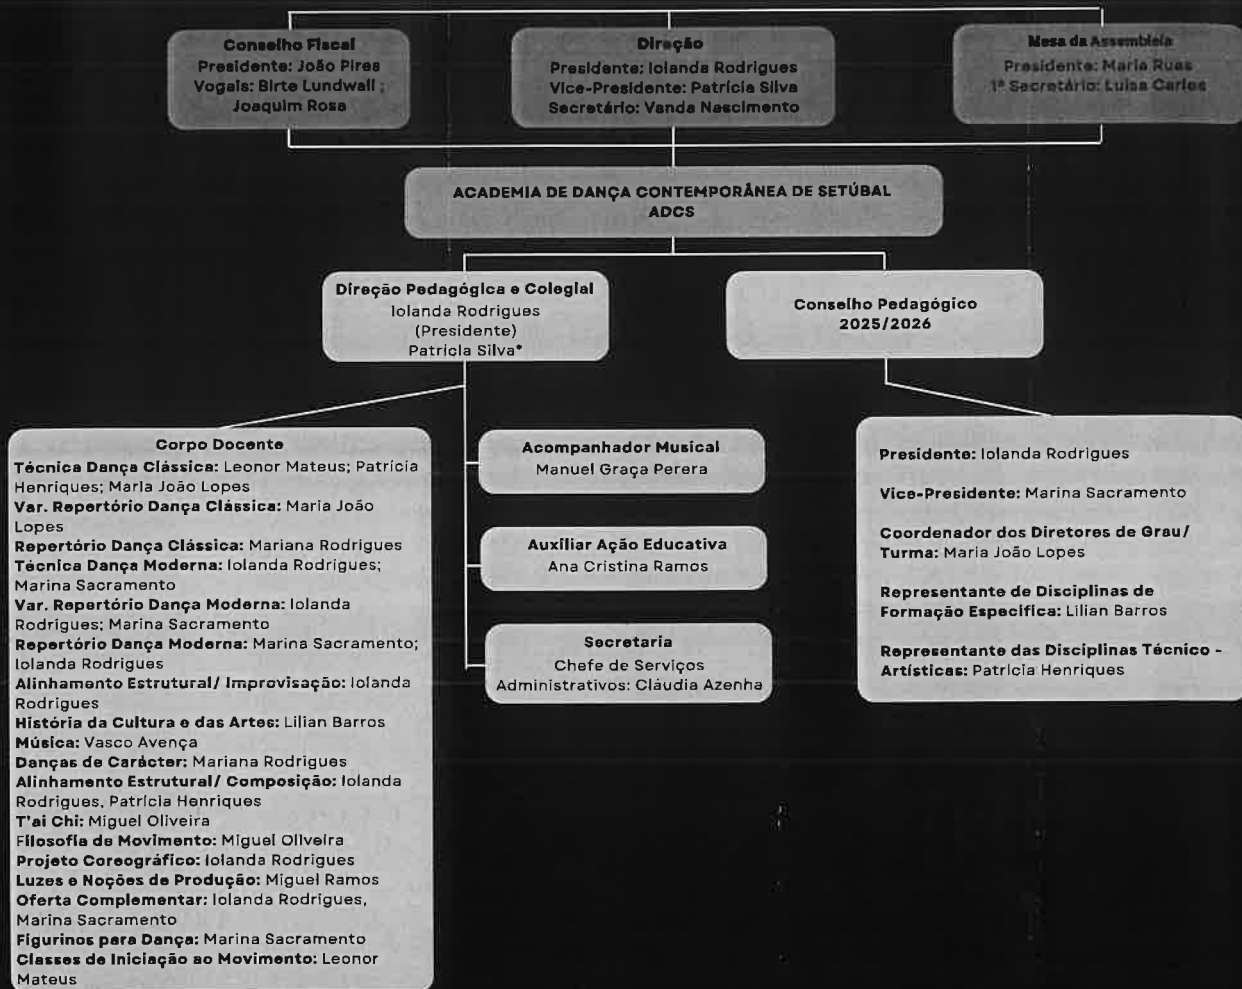 Conselho Fiscal
Presidente: João Pires
Vogais: Birte Lundwall ;
Joaquim Rosa
Direção
Presidente: Iolanda Rodrigues
Vice-Presidente: Patrícia Silva
Secretário: Vanda Nascimento
Mesa da Assembleia
Presidente: Maria Ruas
1ª Secretário: Luisa Carlos
ACADEMIA DE DANÇA CONTEMPORÂNEA DE SETÚBAL
ADCS
Direção Pedagógica e Colegial
Iolanda Rodrigues
(Presidente)
Patrícia Silva*
Conselho Pedagógico
2025/2026
Corpo Docente
Técnica Dança Clássica: Leonor Mateus; Patrícia
Henriques; Maria João Lopes
Var. Repertório Dança Clássica: Maria João
Lopes
Repertório Dança Clássica: Mariana Rodrigues
Técnica Dança Moderna: Iolanda Rodrigues;
Marina Sacramento
Var. Repertório Dança Moderna: Iolanda
Rodrigues; Marina Sacramento
Repertório Dança Moderna: Marina Sacramento;
Iolanda Rodrigues
Alinhamento Estrutural/ Improvisação: Iolanda
Rodrigues
História da Cultura e das Artes: Lilian Barros
Música: Vasco Avença
Danças de Carácter: Mariana Rodrigues
Alinhamento Estrutural/ Composição: Iolanda
Rodrigues, Patrícia Henriques
T'ai Chi: Miguel Oliveira
Filosofia de Movimento: Miguel Oliveira
Projeto Coreográfico: Iolanda Rodrigues
Luzes e Noções de Produção: Miguel Ramos
Oferta Complementar: Iolanda Rodrigues,
Marina Sacramento
Figurinos para Dança: Marina Sacramento
Classes de Iniciação ao Movimento: Leonor
Mateus
Acompanhador Musical
Manuel Graça Perera
Auxiliar Ação Educativa
Ana Cristina Ramos
Secretaria
Chefe de Serviços
Administrativos: Cláudia Azenha
Presidente: Iolanda Rodrigues
Vice-Presidente: Marina Sacramento
Coordenador dos Diretores de Grau/
Turma: Maria João Lopes
Representante de Disciplinas de
Formação Específica: Lilian Barros
Representante das Disciplinas Técnico -
Artísticas: Patrícia Henriques